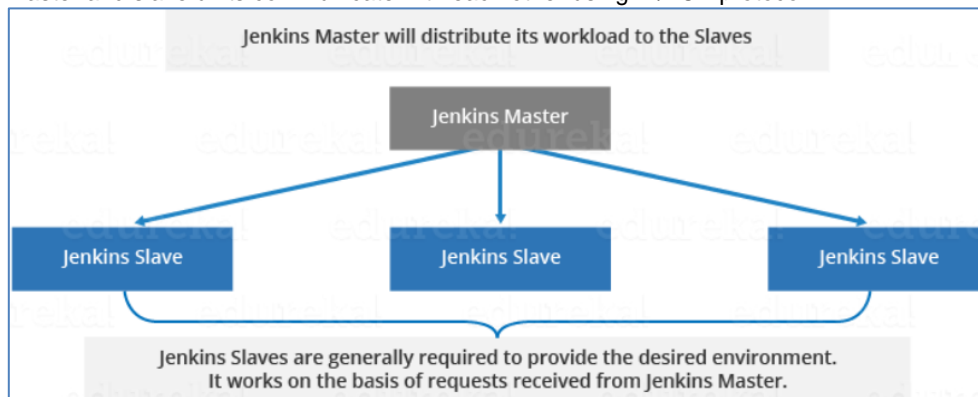 Jenkins Master will distribute its workload to the Slaves
Jenkins Master
edureka!
Jenkins Slave Jenkins Slave Jenkins Slave
Jenkins Slaves are generally required to provide the desired environment.
It works on the basis of requests received from Jenkins Master.